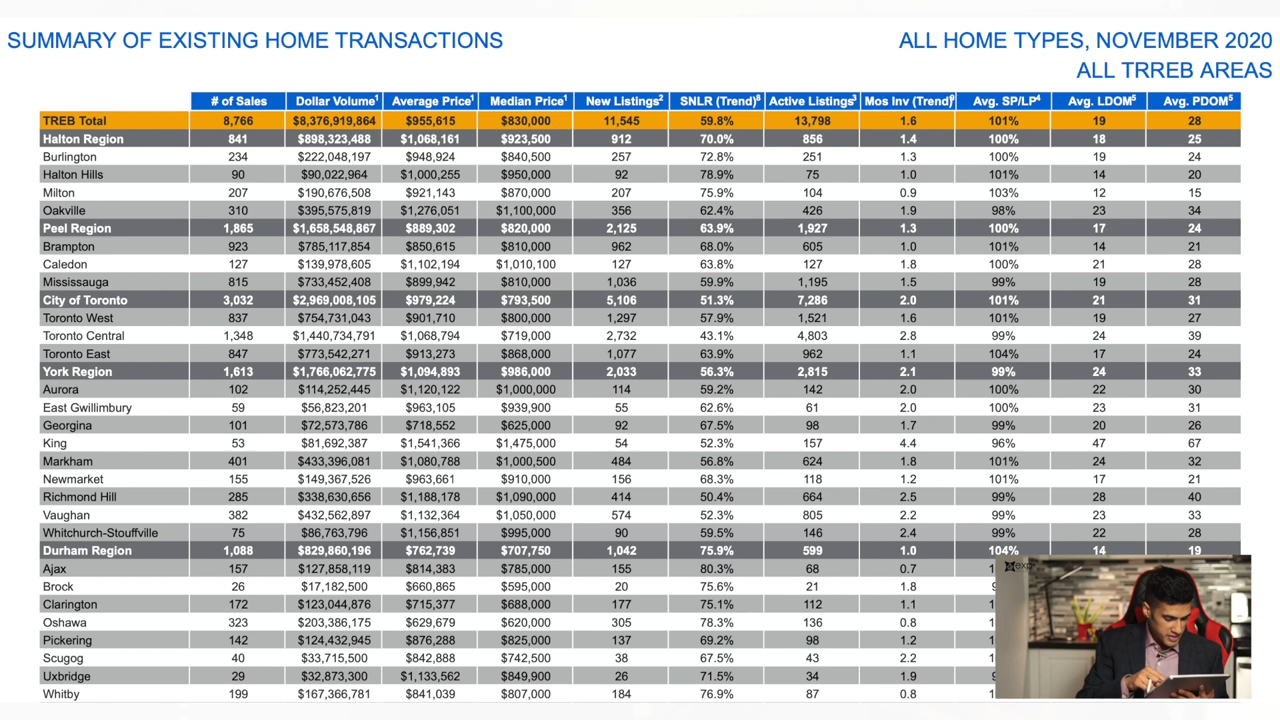 SUMMARY OF EXISTING HOME TRANSACTIONS
ALL HOME TYPES, NOVEMBER 2020
ALL TRREB AREAS
# of Sales Dollar Volume¹ Average Price¹ Median Price¹ New Listings² SNLR (Trend)⁸ Active Listings³ Mos Inv (Trend)⁹ Avg. SP/LP⁴ Avg. LDOM⁵ Avg. PDOM⁵
TREB Total 8,766 $8,376,919,864 $955,615 $830,000 11,545 59.8% 13,798 1.6 101% 19 28
Halton Region 841 $898,323,488 $1,068,161 $923,500 912 70.0% 856 1.4 100% 18 25
Burlington 234 $222,048,197 $948,924 $840,500 257 72.8% 251 1.3 100% 19 24
Halton Hills 90 $90,022,964 $1,000,255 $950,000 92 78.9% 75 1.0 101% 14 20
Milton 207 $190,676,508 $921,143 $870,000 207 75.9% 104 0.9 103% 12 15
Oakville 310 $395,575,819 $1,276,051 $1,100,000 356 62.4% 426 1.9 98% 23 34
Peel Region 1,865 $1,658,548,867 $889,302 $820,000 2,125 63.9% 1,927 1.3 100% 17 24
Brampton 923 $785,117,854 $850,615 $810,000 962 68.0% 605 1.0 101% 14 21
Caledon 127 $139,978,605 $1,102,194 $1,010,100 127 63.8% 127 1.8 100% 21 28
Mississauga 815 $733,452,408 $899,942 $810,000 1,036 59.9% 1,195 1.5 99% 19 28
City of Toronto 3,032 $2,969,008,105 $979,224 $793,500 5,106 51.3% 7,286 2.0 101% 21 31
Toronto West 837 $754,731,043 $901,710 $800,000 1,297 57.9% 1,521 1.6 101% 19 27
Toronto Central 1,348 $1,440,734,791 $1,068,794 $719,000 2,732 43.1% 4,803 2.8 99% 24 39
Toronto East 847 $773,542,271 $913,273 $868,000 1,077 63.9% 962 1.1 104% 17 24
York Region 1,613 $1,766,062,775 $1,094,893 $986,000 2,033 56.3% 2,815 2.1 99% 24 33
Aurora 102 $114,252,445 $1,120,122 $1,000,000 114 59.2% 142 2.0 100% 22 30
East Gwillimbury 59 $56,823,201 $963,105 $939,900 55 62.6% 61 2.0 100% 23 31
Georgina 101 $72,573,786 $718,552 $625,000 92 67.5% 98 1.7 99% 20 26
King 53 $81,692,387 $1,541,366 $1,475,000 54 52.3% 157 4.4 96% 47 67
Markham 401 $433,396,081 $1,080,788 $1,000,500 484 56.8% 624 1.8 101% 24 32
Newmarket 155 $149,367,526 $963,661 $910,000 156 68.3% 118 1.2 101% 17 21
Richmond Hill 285 $338,630,656 $1,188,178 $1,090,000 414 50.4% 664 2.5 99% 28 40
Vaughan 382 $432,562,897 $1,132,364 $1,050,000 574 52.3% 805 2.2 99% 23 33
Whitchurch-Stouffville 75 $86,763,796 $1,156,851 $995,000 90 59.5% 146 2.4 99% 22 28
Durham Region 1,088 $829,860,196 $762,739 $707,750 1,042 75.9% 599 1.0 104% 14 19
Ajax 157 $127,858,119 $814,383 $785,000 155 80.3% 68 0.7
Brock 26 $17,182,500 $660,865 $595,000 20 75.6% 21 1.8
Clarington 172 $123,044,876 $715,377 $688,000 177 75.1% 112 1.1
Oshawa 323 $203,386,175 $629,679 $620,000 305 78.3% 136 0.8
Pickering 142 $124,432,945 $876,288 $825,000 137 69.2% 98 1.2
Scugog 40 $33,715,500 $842,888 $742,500 38 67.5% 43 2.2
Uxbridge 29 $32,873,300 $1,133,562 $849,900 26 71.5% 34 1.9
Whitby 199 $167,366,781 $841,039 $807,000 184 76.9% 87 0.8
exp